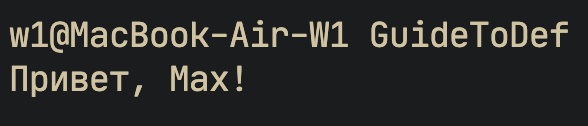 w1@MacBook-Air-W1 GuideToDef
Привет, Max!